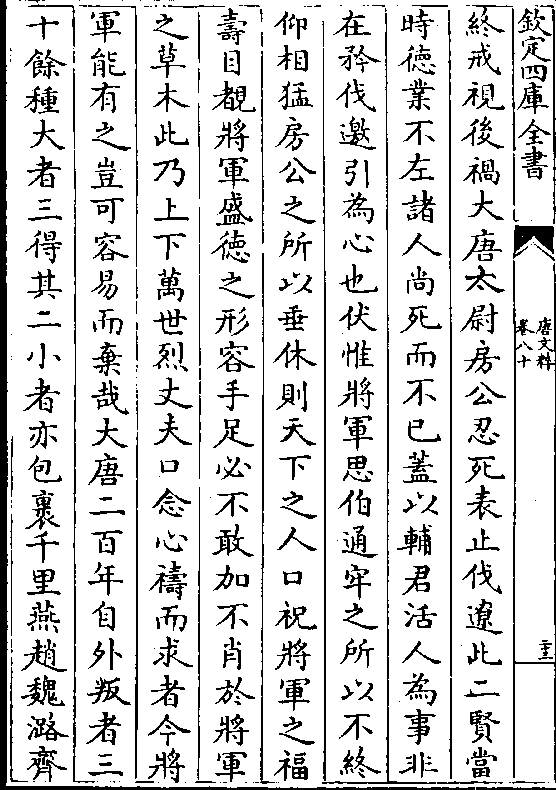 欽定四庫全書
唐文粹
卷八十
二十三
終戒視後禍大唐太尉房公忍死表止伐遼此二賢當
時德業不左諸人尚死而不已蓋以輔君活人為事非
在矜伐邀引為心也伏惟將軍思伯通牢之所以不終
仰相猛房公之所以垂休則天下之人口祝將軍之福
壽目覩將軍盛德之形容手足必不敢加不肖於將軍
之草木此乃上下萬世烈丈夫口念心禱而求者今將
軍能有之豈可容易而棄哉大唐二百年自外叛者三
十餘種大者三得其二小者亦包裹千里燕趙魏潞齊